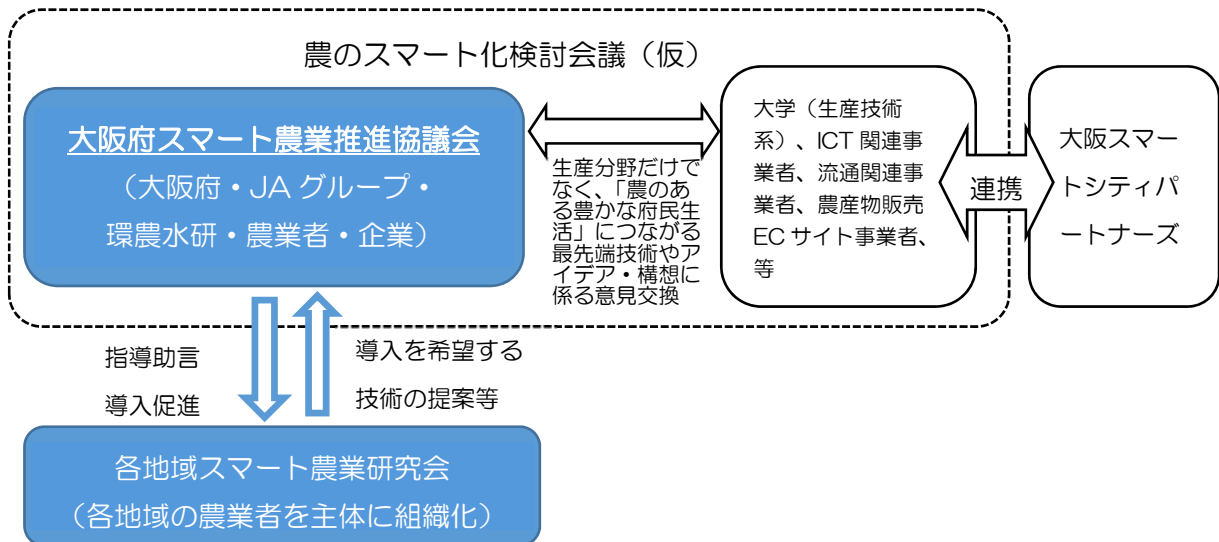 農のスマート化検討会議（仮）
大阪府スマート農業推進協議会
（大阪府・JA グループ・
環農水研・農業者・企業）
生産分野だけで
なく、「農のあ
る豊かな府民生
活」につながる
最先端技術やア
イデア・構想に
係る意見交換
大学（生産技術
系）、ICT 関連事
業者、流通関連事
業者、農産物販売
EC サイト事業者、
等
連携
大阪スマー
トシティパ
ートナーズ
指導助言
導入促進
導入を希望する
技術の提案等
各地域スマート農業研究会
（各地域の農業者を主体に組織化）